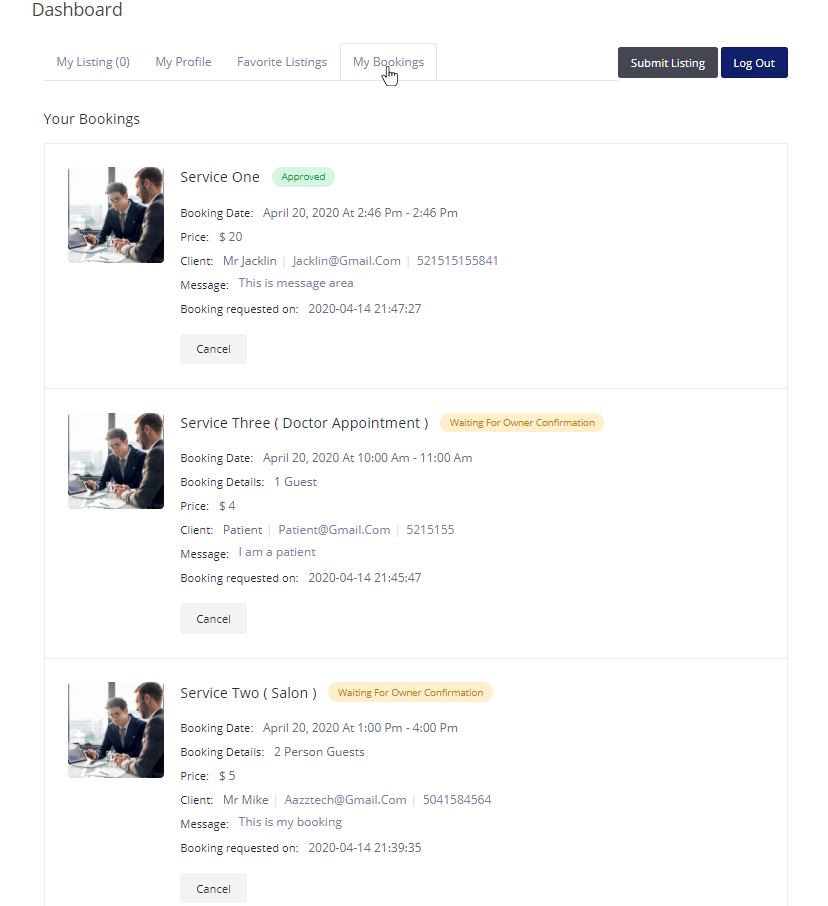 Dashboard
My Listing (0) My Profile Favorite Listings My Bookings Submit Listing Log Out
Your Bookings
Service One Approved
Booking Date: April 20, 2020 At 2:46 Pm - 2:46 Pm
Price: $ 20
Client: Mr Jacklin | Jacklin@Gmail.Com | 521515155841
Message: This is message area
Booking requested on: 2020-04-14 21:47:27
Cancel
Service Three ( Doctor Appointment ) Waiting For Owner Confirmation
Booking Date: April 20, 2020 At 10:00 Am - 11:00 Am
Booking Details: 1 Guest
Price: $ 4
Client: Patient | Patient@Gmail.Com | 5215155
Message: I am a patient
Booking requested on: 2020-04-14 21:45:47
Cancel
Service Two ( Salon ) Waiting For Owner Confirmation
Booking Date: April 20, 2020 At 1:00 Pm - 4:00 Pm
Booking Details: 2 Person Guests
Price: $ 5
Client: Mr Mike | Aazztech@Gmail.Com | 5041584564
Message: This is my booking
Booking requested on: 2020-04-14 21:39:35
Cancel